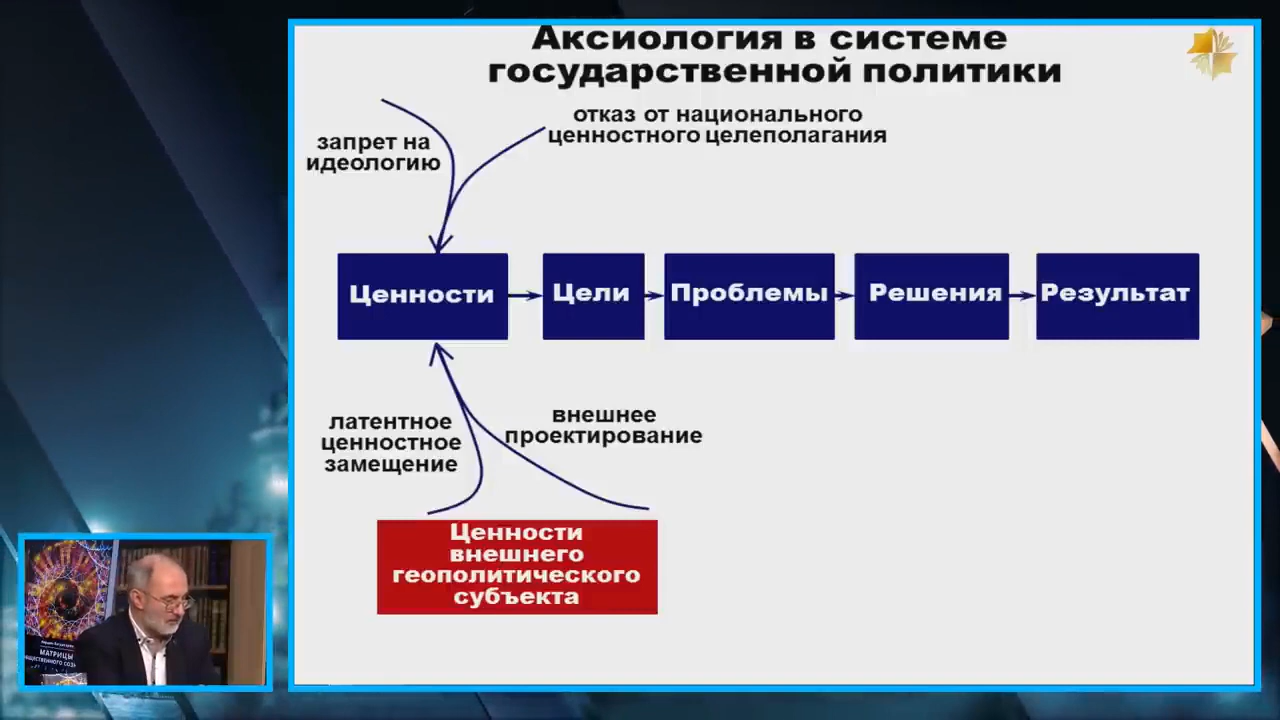 Аксиология в системе
государственной политики
отказ от национального
ценностного целеполагания
запрет на
идеологию
Ценности
Цели
Проблемы
Решения
Результат
латентное
ценностное
замещение
внешнее
проектирование
Ценности
внешнего
геополитического
субъекта
МАТРИЦЫ